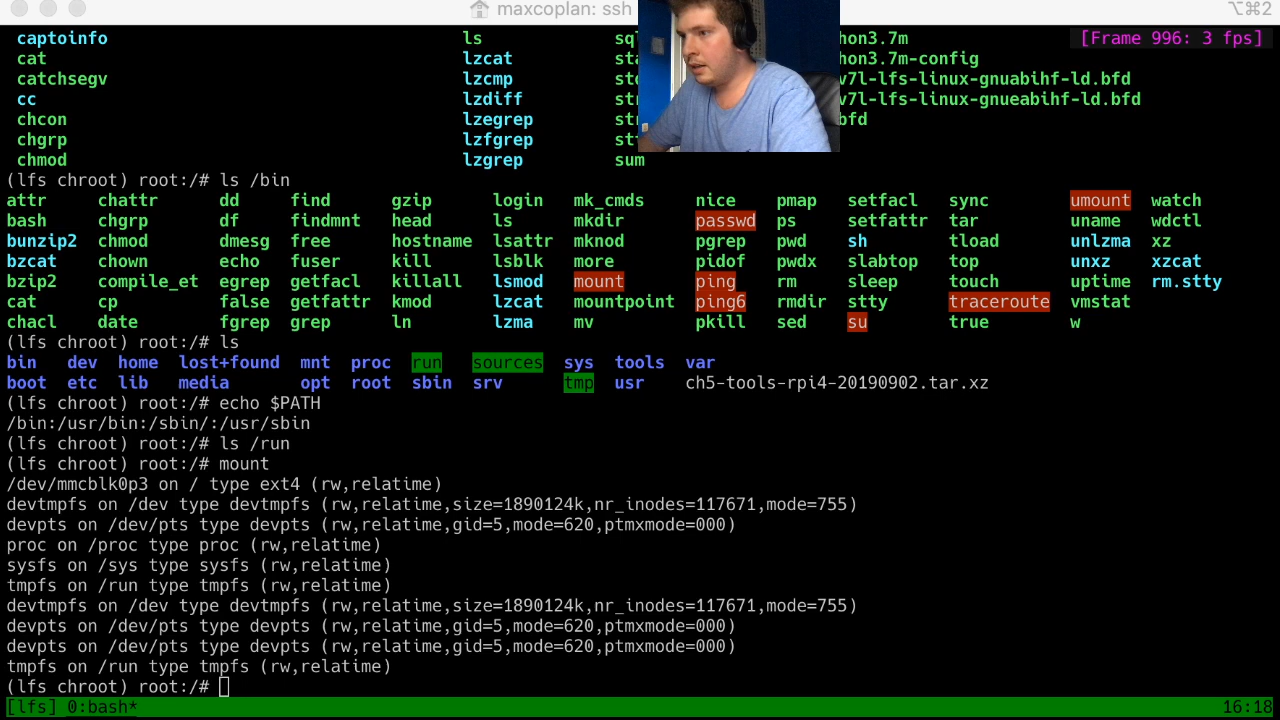 maxcoplan: ssh ⌥⌘2
captoinfo ls hon3.7m [Frame 996: 3 fps]
cat lzcat hon3.7m-config
catchsegv lzcmp v7l-lfs-linux-gnuabihf-ld.bfd
cc lzdiff v7l-lfs-linux-gnueabihf-ld.bfd
chcon lzegrep bfd
chgrp lzfgrep
chmod lzgrep sum
(lfs chroot) root:/# ls /bin
attr chattr dd find gzip login mk_cmds nice pmap setfacl sync umount watch
bash chgrp df findmnt head ls mkdir passwd ps setfattr tar uname wdctl
bunzip2 chmod dmesg free hostname lsattr mknod pgrep pwd sh tload unlzma xz
bzcat chown echo fuser kill lsblk more pidof pwdx slabtop top unxz xzcat
bzip2 compile_et egrep getfacl killall lsmod mount ping rm sleep touch uptime rm.stty
cat cp false getfattr kmod lzcat mountpoint ping6 rmdir stty traceroute vmstat
chacl date fgrep grep ln lzma mv pkill sed su true w
(lfs chroot) root:/# ls
bin dev home lost+found mnt proc run sources sys tools var
boot etc lib media opt root sbin srv tmp usr ch5-tools-rpi4-20190902.tar.xz
(lfs chroot) root:/# echo $PATH
/bin:/usr/bin:/sbin/:/usr/sbin
(lfs chroot) root:/# ls /run
(lfs chroot) root:/# mount
/dev/mmcblk0p3 on / type ext4 (rw,relatime)
devtmpfs on /dev type devtmpfs (rw,relatime,size=1890124k,nr_inodes=117671,mode=755)
devpts on /dev/pts type devpts (rw,relatime,gid=5,mode=620,ptmxmode=000)
proc on /proc type proc (rw,relatime)
sysfs on /sys type sysfs (rw,relatime)
tmpfs on /run type tmpfs (rw,relatime)
devtmpfs on /dev type devtmpfs (rw,relatime,size=1890124k,nr_inodes=117671,mode=755)
devpts on /dev/pts type devpts (rw,relatime,gid=5,mode=620,ptmxmode=000)
devpts on /dev/pts type devpts (rw,relatime,gid=5,mode=620,ptmxmode=000)
tmpfs on /run type tmpfs (rw,relatime)
(lfs chroot) root:/#
[lfs] 0:bash* 16:18